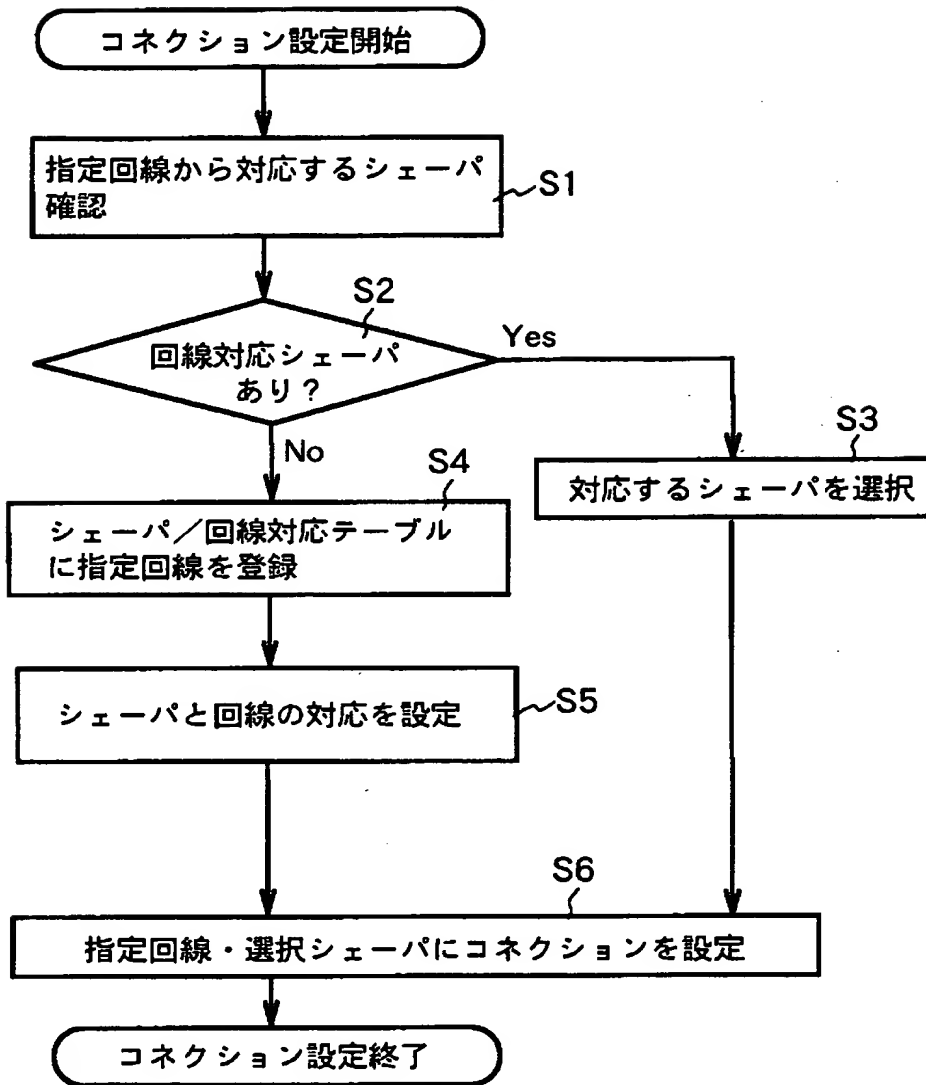 コネクション設定開始
指定回線から対応するシェーパ
確認
S1
S2
回線対応シェーパ
あり?
Yes
No
S3
対応するシェーパを選択
S4
シェーパ/回線対応テーブル
に指定回線を登録
シェーパと回線の対応を設定
S5
S6
指定回線・選択シェーパにコネクションを設定
コネクション設定終了